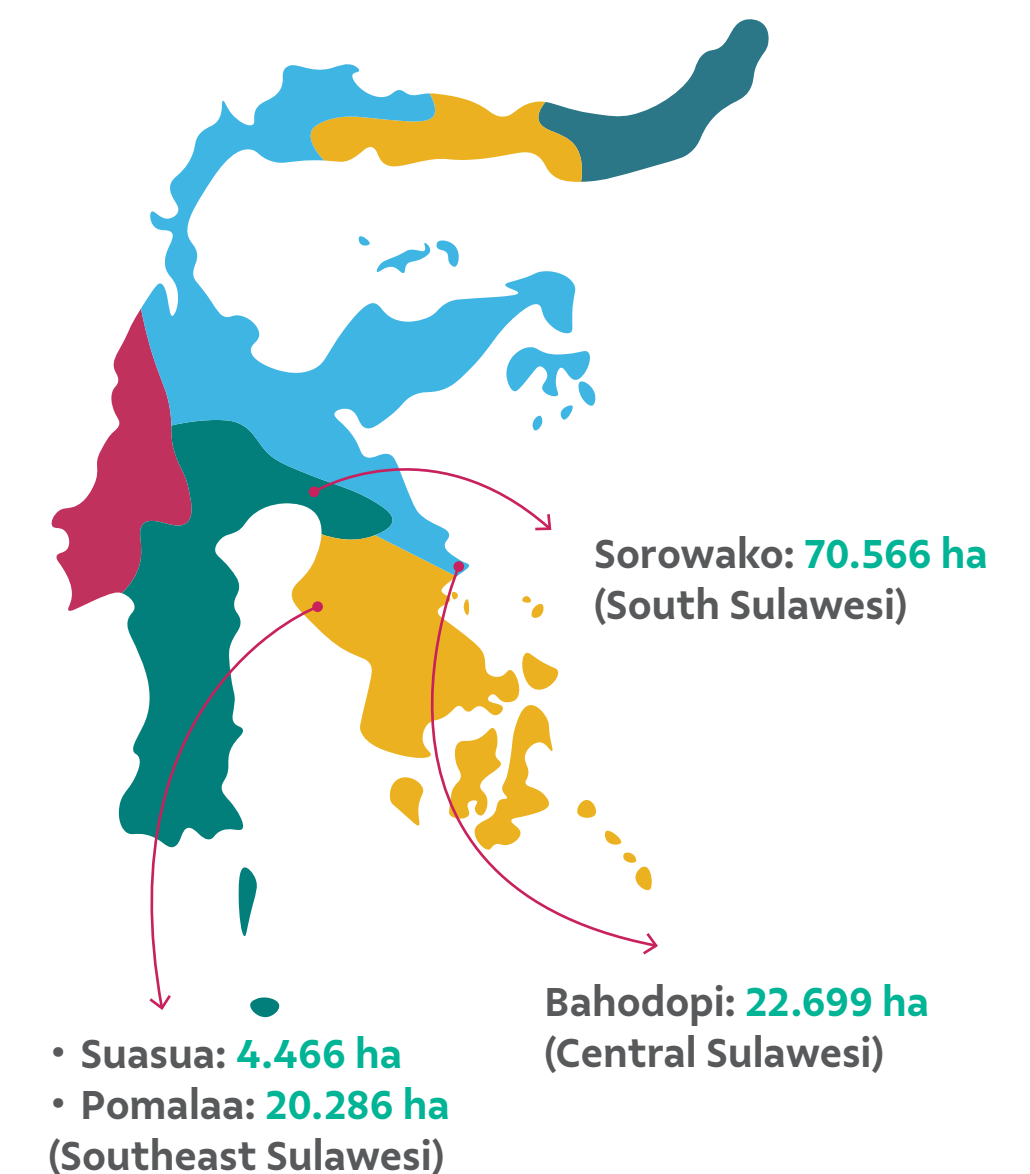 Sorowako: 70.566 ha
(South Sulawesi)
Bahodopi: 22.699 ha
(Central Sulawesi)
• Suasua: 4.466 ha
• Pomalaa: 20.286 ha
(Southeast Sulawesi)